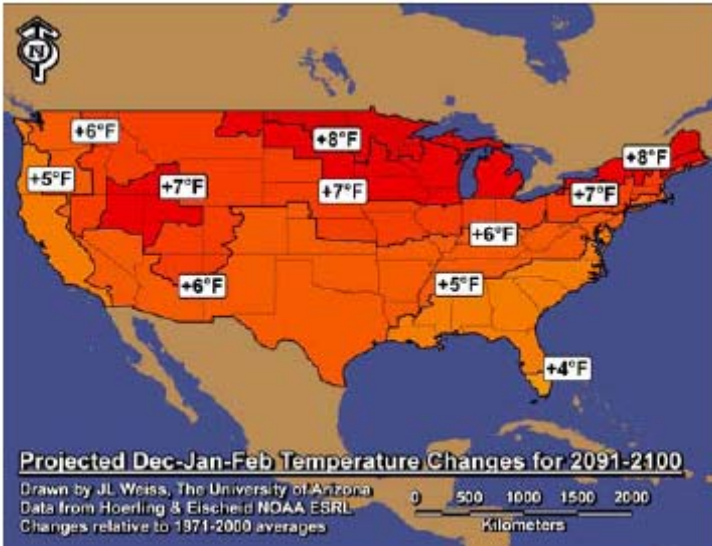 N
+6°F
+8°F
+8°F
+5°F
+7°F
+7°F
+7°F
+6°F
+6°F
+5°F
+4°F
Projected Dec-Jan-Feb Temperature Changes for 2091-2100
Drawn by JL Weiss, The University of Arizona
Data from Hoerling & Eischeid NOAA ESRL
Changes relative to 1971-2000 averages
0 500 1000 1500 2000
Kilometers